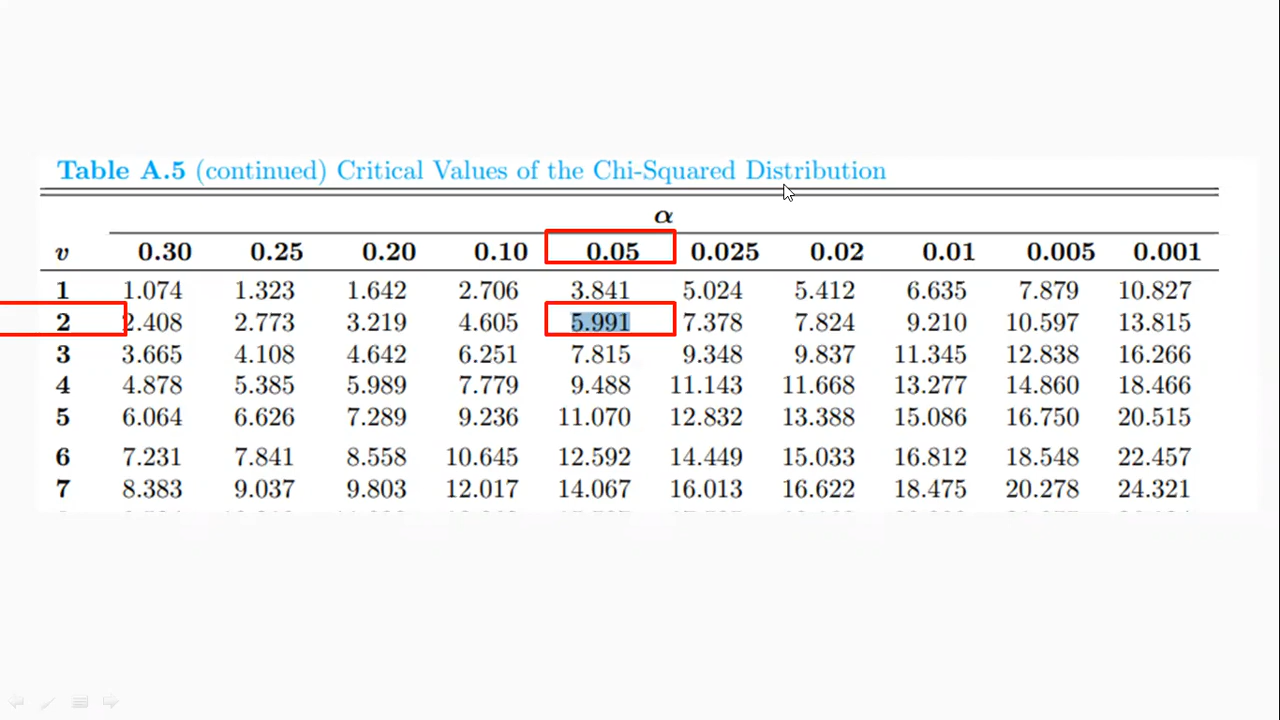 Table A.5 (continued) Critical Values of the Chi-Squared Distribution
α
v 0.30 0.25 0.20 0.10 0.05 0.025 0.02 0.01 0.005 0.001
1 1.074 1.323 1.642 2.706 3.841 5.024 5.412 6.635 7.879 10.827
2 2.408 2.773 3.219 4.605 5.991 7.378 7.824 9.210 10.597 13.815
3 3.665 4.108 4.642 6.251 7.815 9.348 9.837 11.345 12.838 16.266
4 4.878 5.385 5.989 7.779 9.488 11.143 11.668 13.277 14.860 18.466
5 6.064 6.626 7.289 9.236 11.070 12.832 13.388 15.086 16.750 20.515
6 7.231 7.841 8.558 10.645 12.592 14.449 15.033 16.812 18.548 22.457
7 8.383 9.037 9.803 12.017 14.067 16.013 16.622 18.475 20.278 24.321